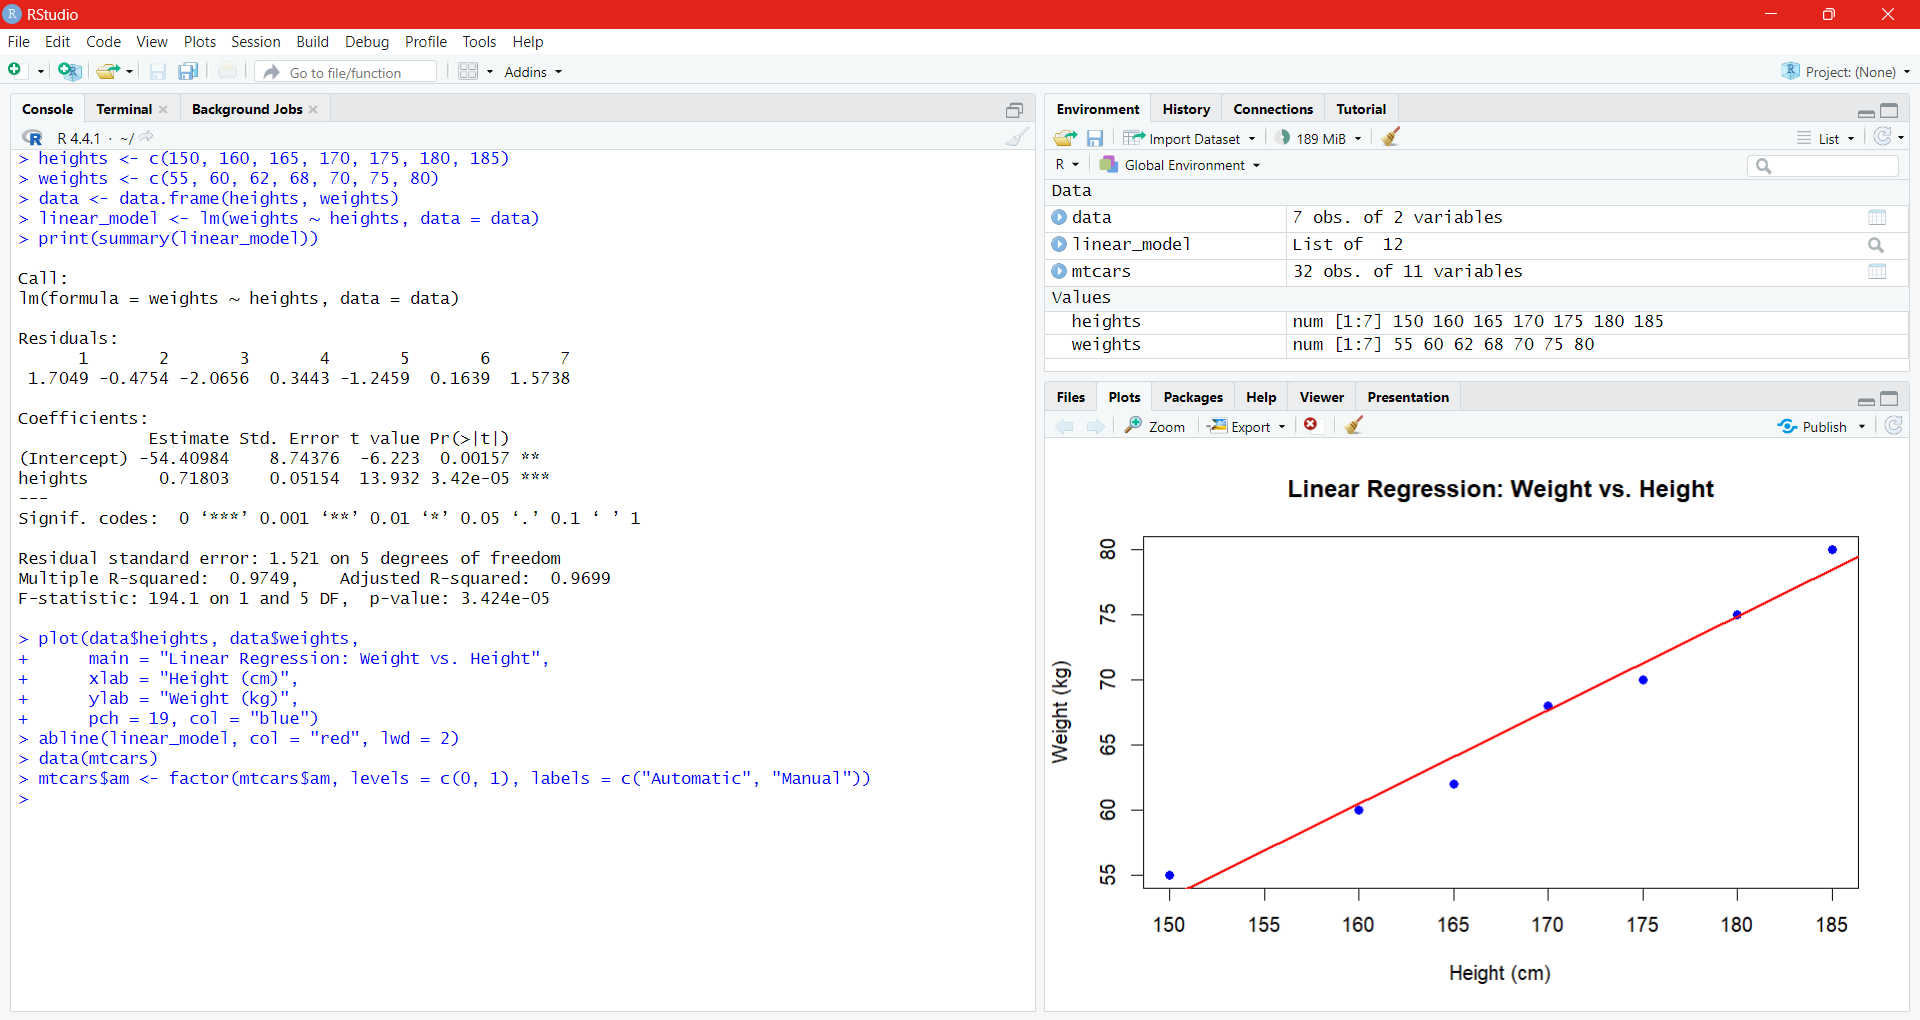 RStudio
File Edit Code View Plots Session Build Debug Profile Tools Help
Go to file/function Addins Project: (None)
Console Terminal Background Jobs
R 4.4.1 · ~/
> heights <- c(150, 160, 165, 170, 175, 180, 185)
> weights <- c(55, 60, 62, 68, 70, 75, 80)
> data <- data.frame(heights, weights)
> linear_model <- lm(weights ~ heights, data = data)
> print(summary(linear_model))
Call:
lm(formula = weights ~ heights, data = data)
Residuals:
1 2 3 4 5 6 7
1.7049 -0.4754 -2.0656 0.3443 -1.2459 0.1639 1.5738
Coefficients:
Estimate Std. Error t value Pr(>|t|)
(Intercept) -54.40984 8.74376 -6.223 0.00157 **
heights 0.71803 0.05154 13.932 3.42e-05 ***
---
Signif. codes: 0 ‘***’ 0.001 ‘**’ 0.01 ‘*’ 0.05 ‘.’ 0.1 ‘ ’ 1
Residual standard error: 1.521 on 5 degrees of freedom
Multiple R-squared: 0.9749, Adjusted R-squared: 0.9699
F-statistic: 194.1 on 1 and 5 DF, p-value: 3.424e-05
> plot(data$heights, data$weights,
+ main = "Linear Regression: Weight vs. Height",
+ xlab = "Height (cm)",
+ ylab = "Weight (kg)",
+ pch = 19, col = "blue")
> abline(linear_model, col = "red", lwd = 2)
> data(mtcars)
> mtcars$am <- factor(mtcars$am, levels = c(0, 1), labels = c("Automatic", "Manual"))
>
Environment History Connections Tutorial
Import Dataset 189 MiB List
R Global Environment
Data
data 7 obs. of 2 variables
linear_model List of 12
mtcars 32 obs. of 11 variables
Values
heights num [1:7] 150 160 165 170 175 180 185
weights num [1:7] 55 60 62 68 70 75 80
Files Plots Packages Help Viewer Presentation
Zoom Export Publish
Linear Regression: Weight vs. Height
Weight (kg)
80
75
70
65
60
55
150 155 160 165 170 175 180 185
Height (cm)